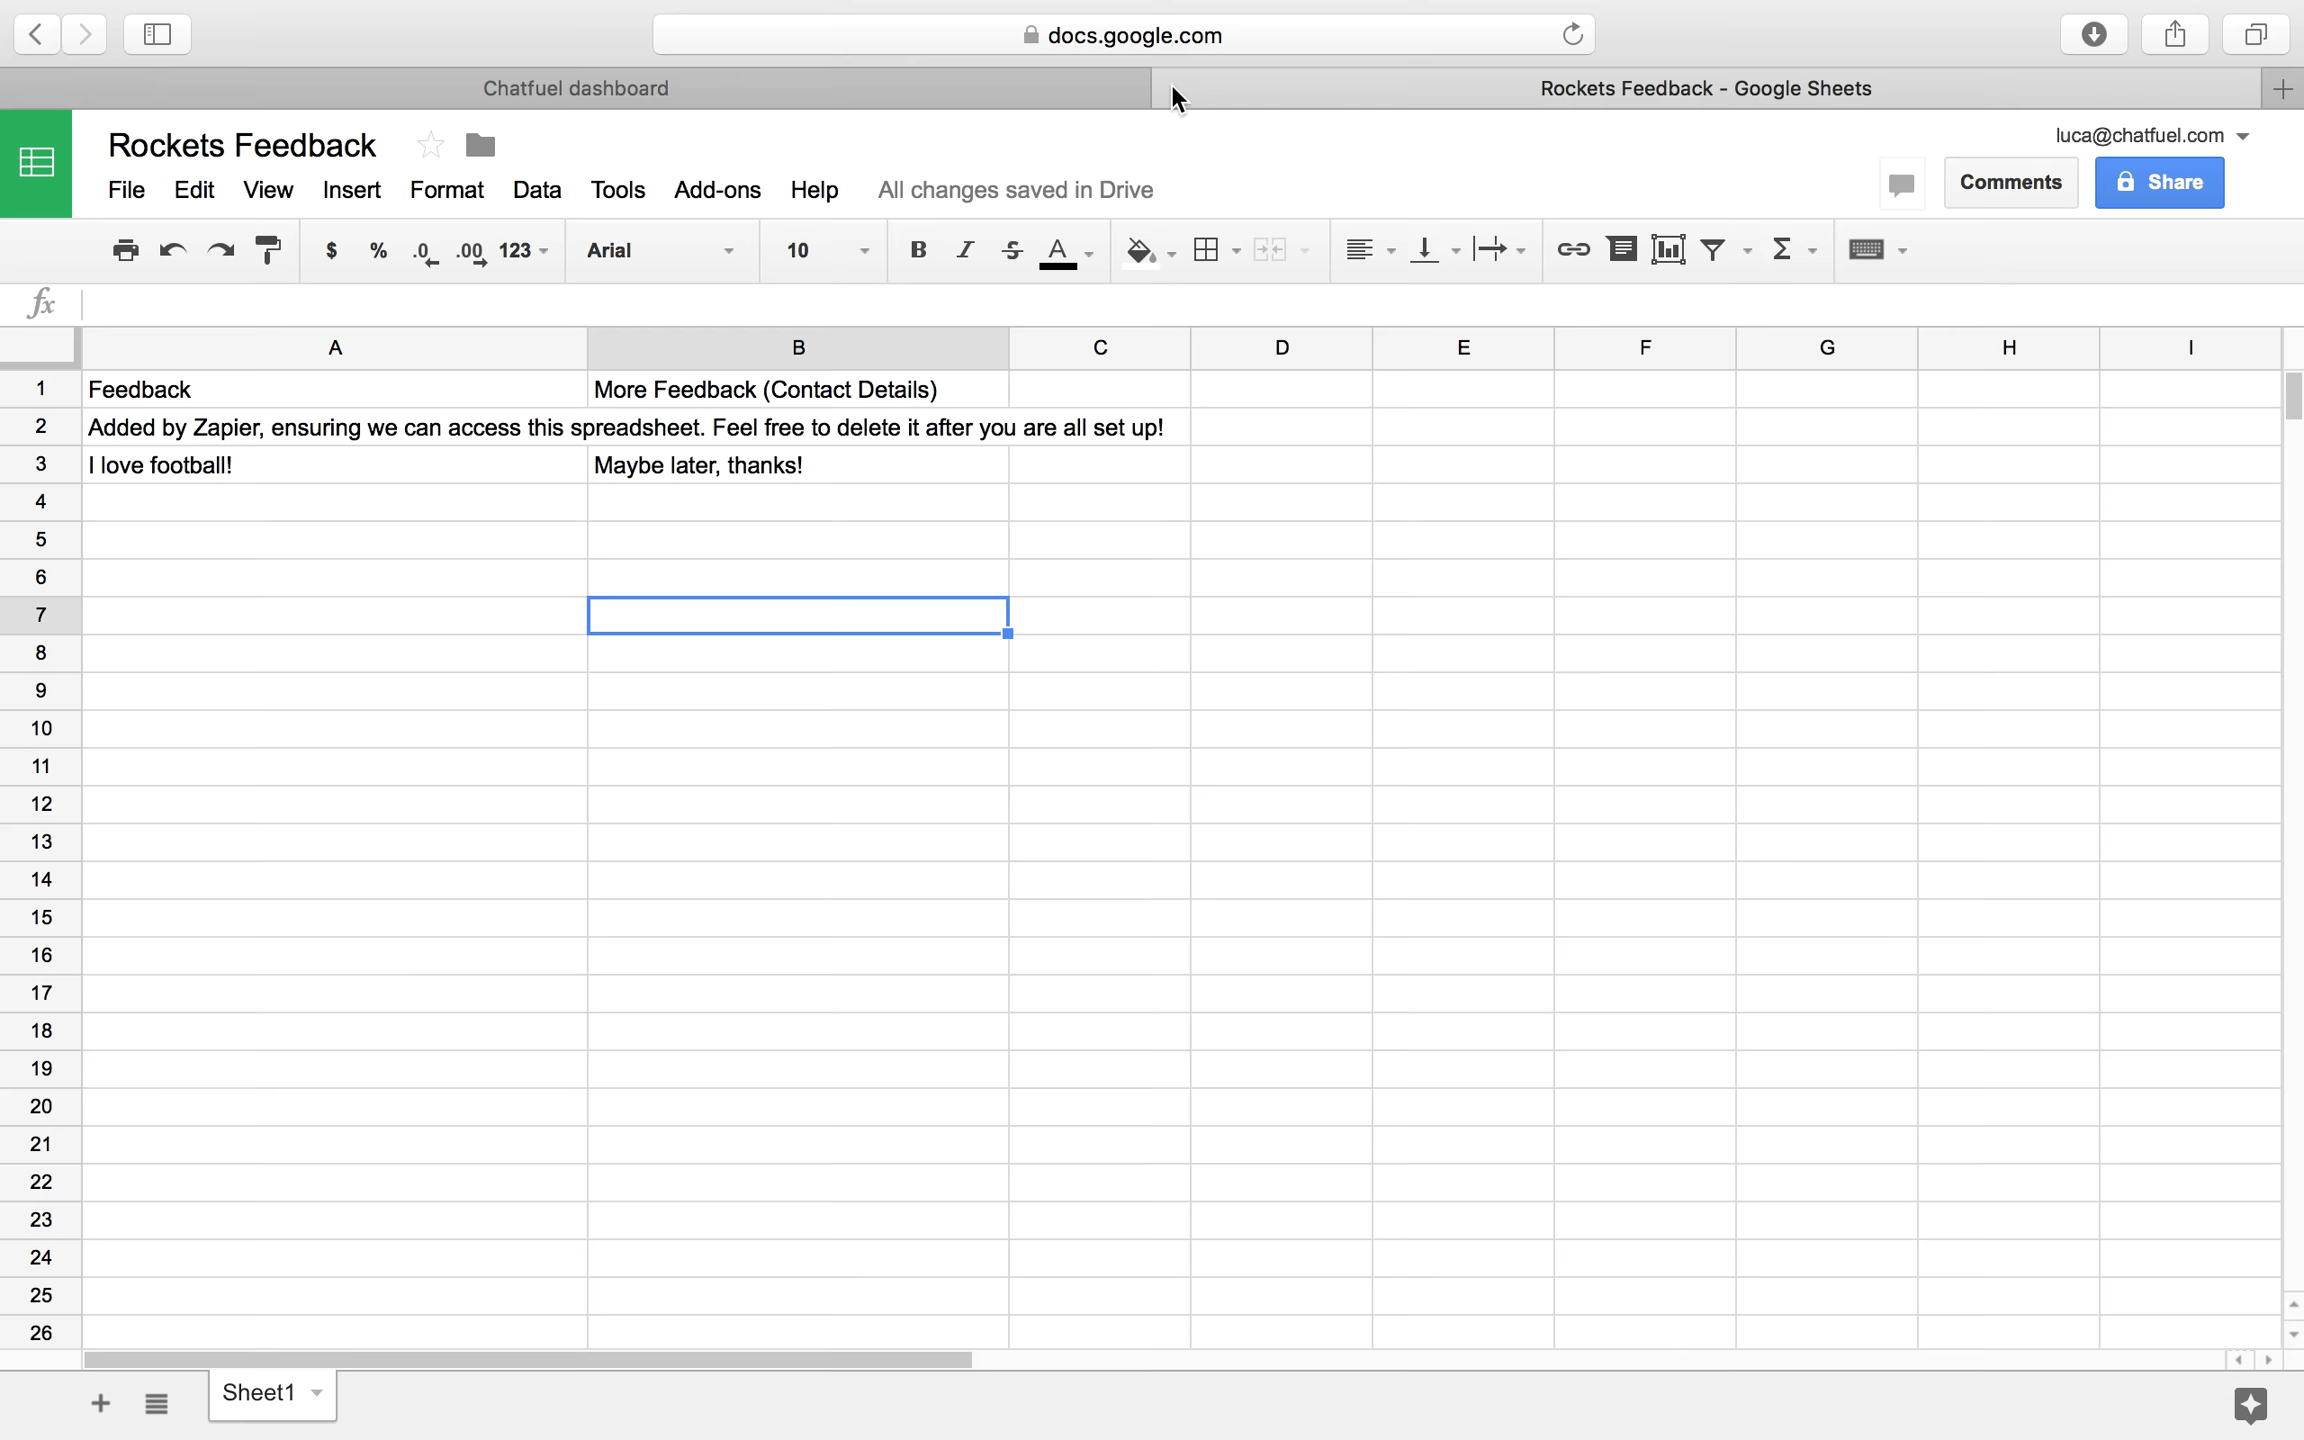 docs.google.com
Chatfuel dashboard
Rockets Feedback - Google Sheets
Rockets Feedback
luca@chatfuel.com
File Edit View Insert Format Data Tools Add-ons Help All changes saved in Drive
Comments
Share
$ % .0 .00 123 Arial 10 B I S A Σ
fx
A B C D E F G H I
1 Feedback More Feedback (Contact Details)
2 Added by Zapier, ensuring we can access this spreadsheet. Feel free to delete it after you are all set up!
3 I love football! Maybe later, thanks!
4
5
6
7
8
9
10
11
12
13
14
15
16
17
18
19
20
21
22
23
24
25
26
Sheet1